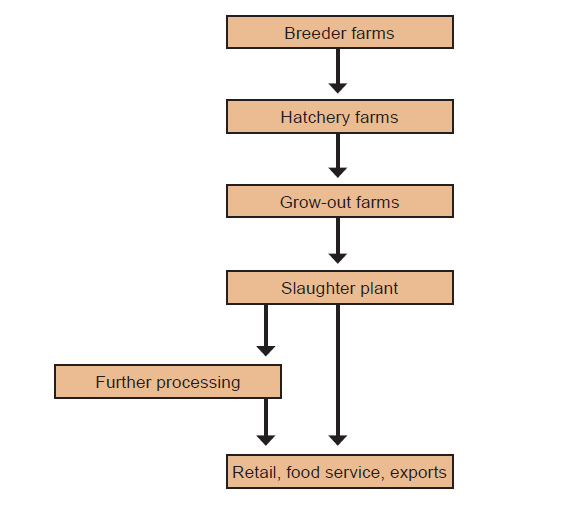 Breeder farms
Hatchery farms
Grow-out farms
Slaughter plant
Further processing
Retail, food service, exports